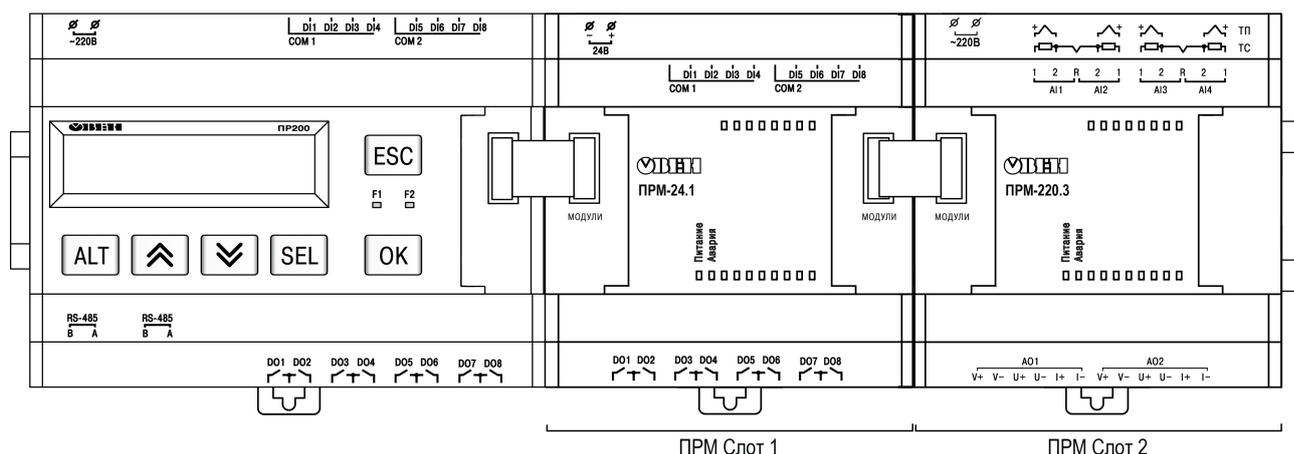 DI1 DI2 DI3 DI4 DI5 DI6 DI7 DI8
~220В COM 1 COM 2
– + 24В
DI1 DI2 DI3 DI4 DI5 DI6 DI7 DI8
COM 1 COM 2
~220В
+ + + + ТП
ТС
1 2 R 2 1 1 2 R 2 1
AI1 AI2 AI3 AI4
ОВЕН ПР200
ESC
F1 F2
ALT SEL OK
МОДУЛИ
ОВЕН
ПРМ-24.1
МОДУЛИ
Питание
Авария
МОДУЛИ
ОВЕН
ПРМ-220.3
Питание
Авария
RS-485 RS-485
B A B A
DO1 DO2 DO3 DO4 DO5 DO6 DO7 DO8
DO1 DO2 DO3 DO4 DO5 DO6 DO7 DO8
AO1 AO2
V+ V– U+ U– I+ I– V+ V– U+ U– I+ I–
ПРМ Слот 1 ПРМ Слот 2